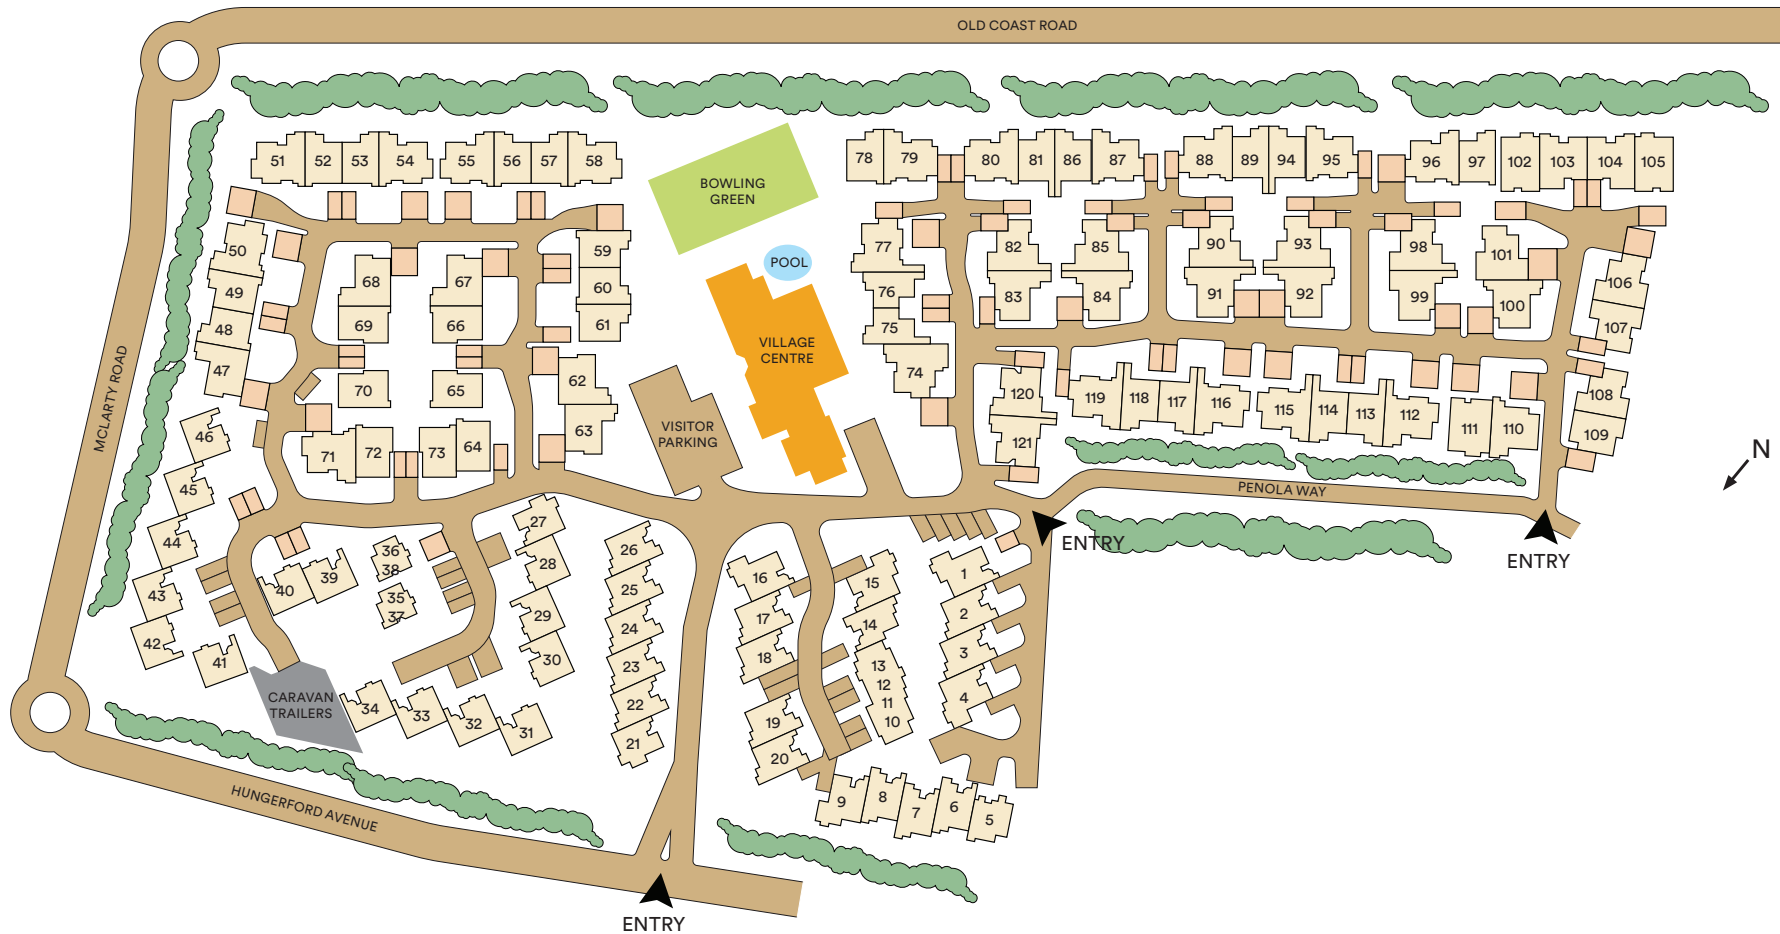 OLD COAST ROAD
MCLARTY ROAD
HUNGERFORD AVENUE
PENOLA WAY
BOWLING
GREEN
POOL
VILLAGE
CENTRE
VISITOR
PARKING
CARAVAN
TRAILERS
ENTRY
ENTRY
ENTRY
N
51 52 53 54 55 56 57 58
78 79 80 81 86 87 88 89 94 95 96 97 102 103 104 105
50
49
48
47
46
45
44
43
42
41
68 67
69 66
70 65
71 72 73 64
59
60
61
62
63
77
76
75
74
82 85 90 93 98 101
83 84 91 92 99 100
106
107
108
109
120
121
119 118 117 116 115 114 113 112 111 110
40 39
36
38
35
37
27
28
29
30
34 33 32 31
26
25
24
23
22
21
16
17
18
19
20
15
14
13
12
11
10
1
2
3
4
9 8 7 6 5